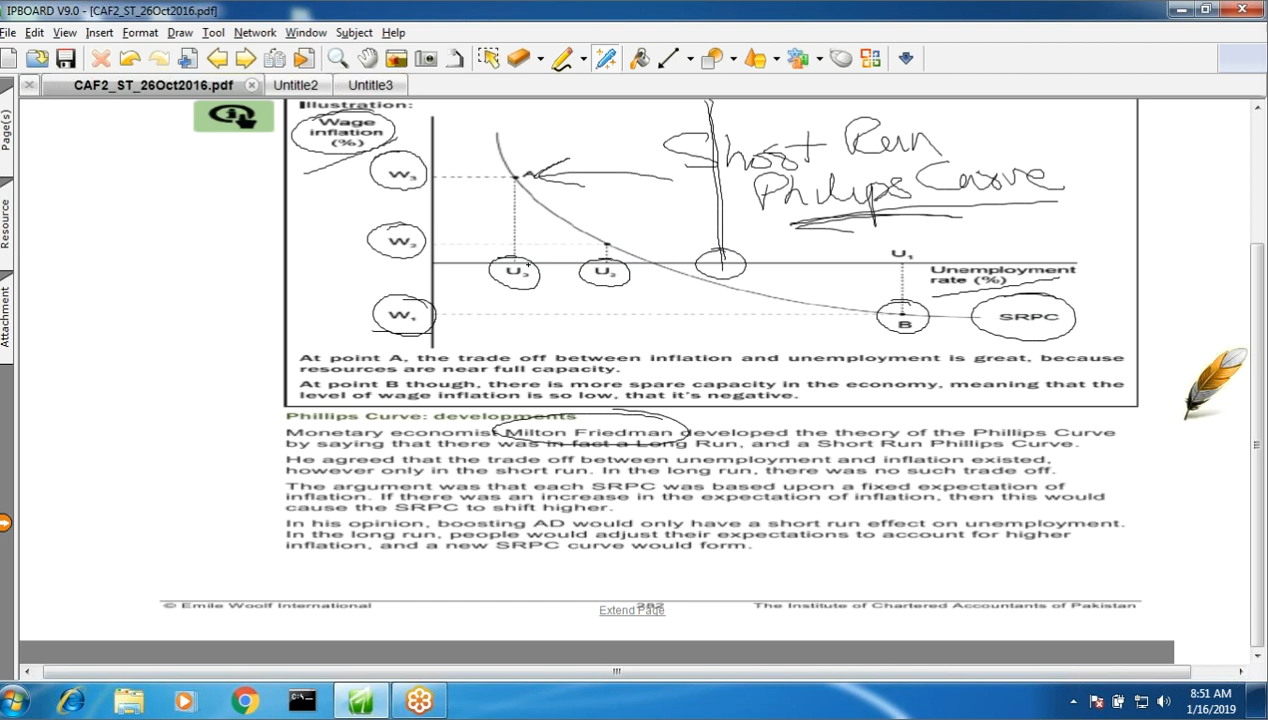 IPBOARD V9.0 - [CAF2_ST_26Oct2016.pdf]
File Edit View Insert Format Draw Tool Network Window Subject Help
CAF2_ST_26Oct2016.pdf Untitle2 Untitle3
Page(s)
Resource
Attachment
Illustration:
Wage
inflation
(%)
Short Run
Philips Curve
W₃
W₂
U₃ U₂ U₁
Unemployment
rate (%)
W₁
B
SRPC
At point A, the trade off between inflation and unemployment is great, because
resources are near full capacity.
At point B though, there is more spare capacity in the economy, meaning that the
level of wage inflation is so low, that it's negative.
Phillips Curve: developments
Monetary economist Milton Friedman developed the theory of the Phillips Curve
by saying that there was in fact a Long Run, and a Short Run Phillips Curve.
He agreed that the trade off between unemployment and inflation existed,
however only in the short run. In the long run, there was no such trade off.
The argument was that each SRPC was based upon a fixed expectation of
inflation. If there was an increase in the expectation of inflation, then this would
cause the SRPC to shift higher.
In his opinion, boosting AD would only have a short run effect on unemployment.
In the long run, people would adjust their expectations to account for higher
inflation, and a new SRPC curve would form.
© Emile Woolf International 282 The Institute of Chartered Accountants of Pakistan
Extend Page
8:51 AM
1/16/2019